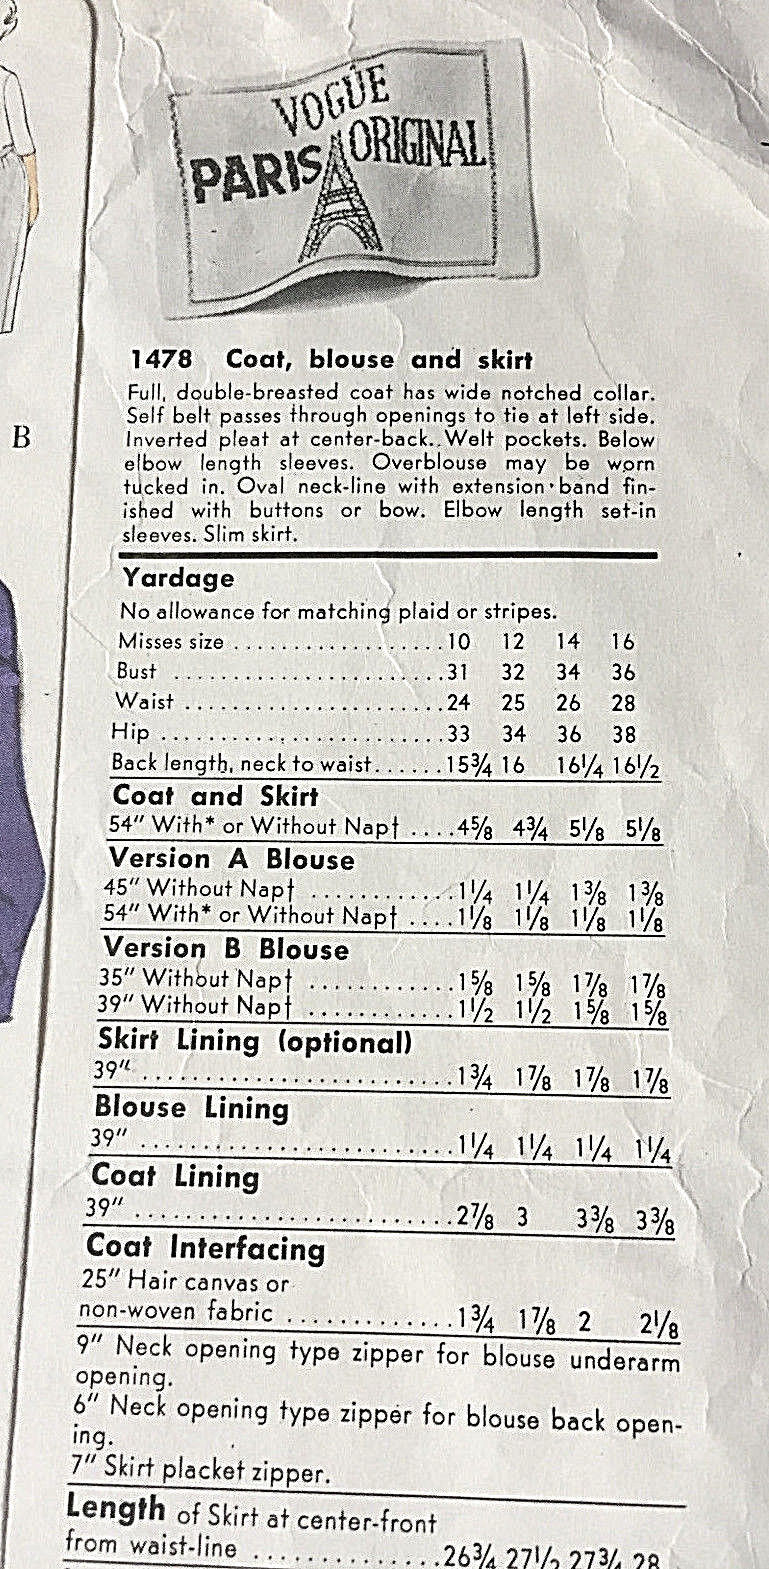 VOGUE
PARIS ORIGINAL
1478 Coat, blouse and skirt
Full, double-breasted coat has wide notched collar.
Self belt passes through openings to tie at left side.
Inverted pleat at center-back. Welt pockets. Below
elbow length sleeves. Overblouse may be worn
tucked in. Oval neck-line with extension band fin-
ished with buttons or bow. Elbow length set-in
sleeves. Slim skirt.
B
Yardage
No allowance for matching plaid or stripes.
Misses size ................... 10 12 14 16
Bust ......................... 31 32 34 36
Waist ........................ 24 25 26 28
Hip .......................... 33 34 36 38
Back length, neck to waist...... 15¾ 16 16¼ 16½
Coat and Skirt
54" With* or Without Nap† .... 4⅝ 4¾ 5⅛ 5⅛
Version A Blouse
45" Without Nap† ............ 1¼ 1¼ 1⅜ 1⅜
54" With* or Without Nap† .... 1⅛ 1⅛ 1⅛ 1⅛
Version B Blouse
35" Without Nap† ............ 1⅝ 1⅝ 1⅞ 1⅞
39" Without Nap† ............ 1½ 1½ 1⅝ 1⅝
Skirt Lining (optional)
39" .......................... 1¾ 1⅞ 1⅞ 1⅞
Blouse Lining
39" .......................... 1¼ 1¼ 1¼ 1¼
Coat Lining
39" .......................... 2⅞ 3 3⅜ 3⅜
Coat Interfacing
25" Hair canvas or
non-woven fabric ............. 1¾ 1⅞ 2 2⅛
9" Neck opening type zipper for blouse underarm
opening.
6" Neck opening type zipper for blouse back open-
ing.
7" Skirt placket zipper.
Length of Skirt at center-front
from waist-line ............... 26¾ 27½ 27¾ 28